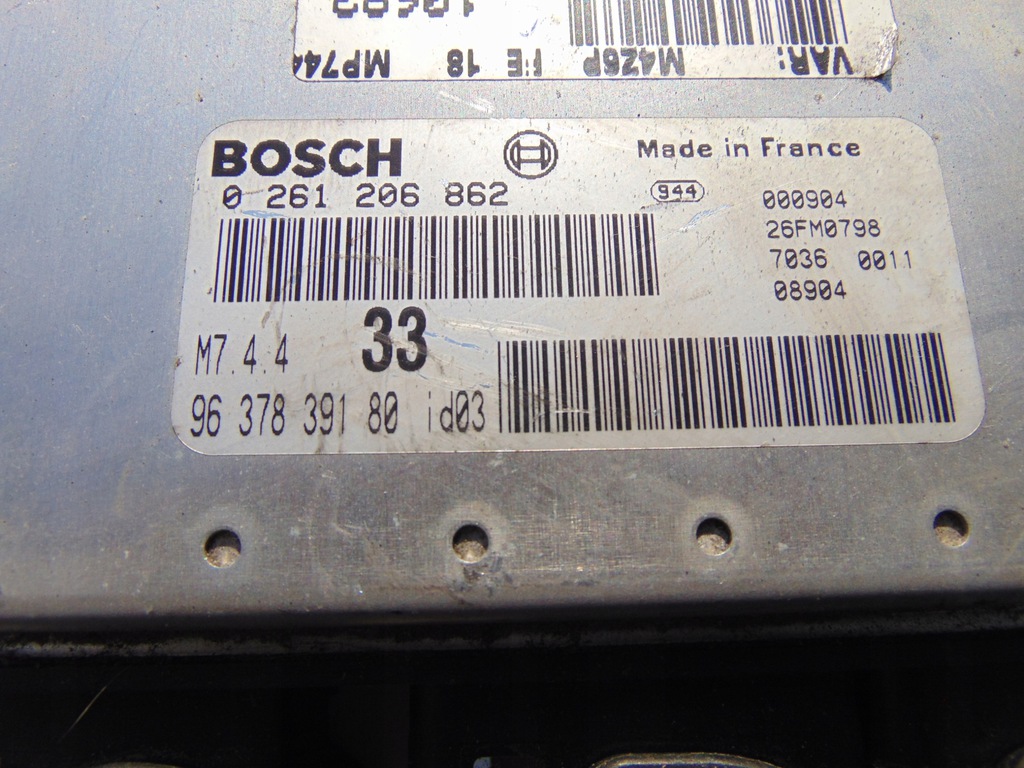 VAR: M4Z6P FE 18 MP744
BOSCH Made in France
0 261 206 862 944 000904
26FM0798
7036 0011
08904
M7.4.4 33
96 378 391 80 id03